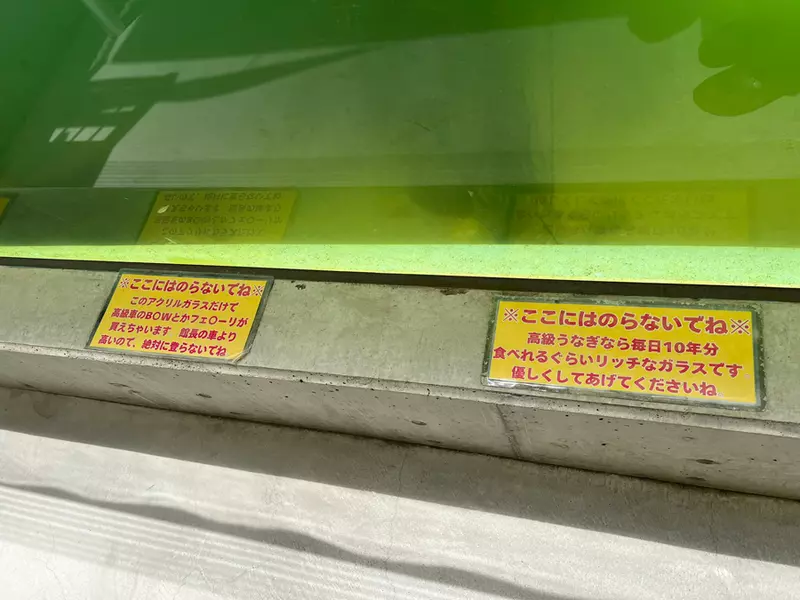 ※ここにはのらないでね※
このアクリルガラスだけで
高級車のBOWとかフェ〇ーリが
買えちゃいます 館長の車より
高いので、絶対に登らないでね
※ここにはのらないでね※
高級うなぎなら毎日10年分
食べれるぐらいリッチなガラスです
優しくしてあげてくださいね